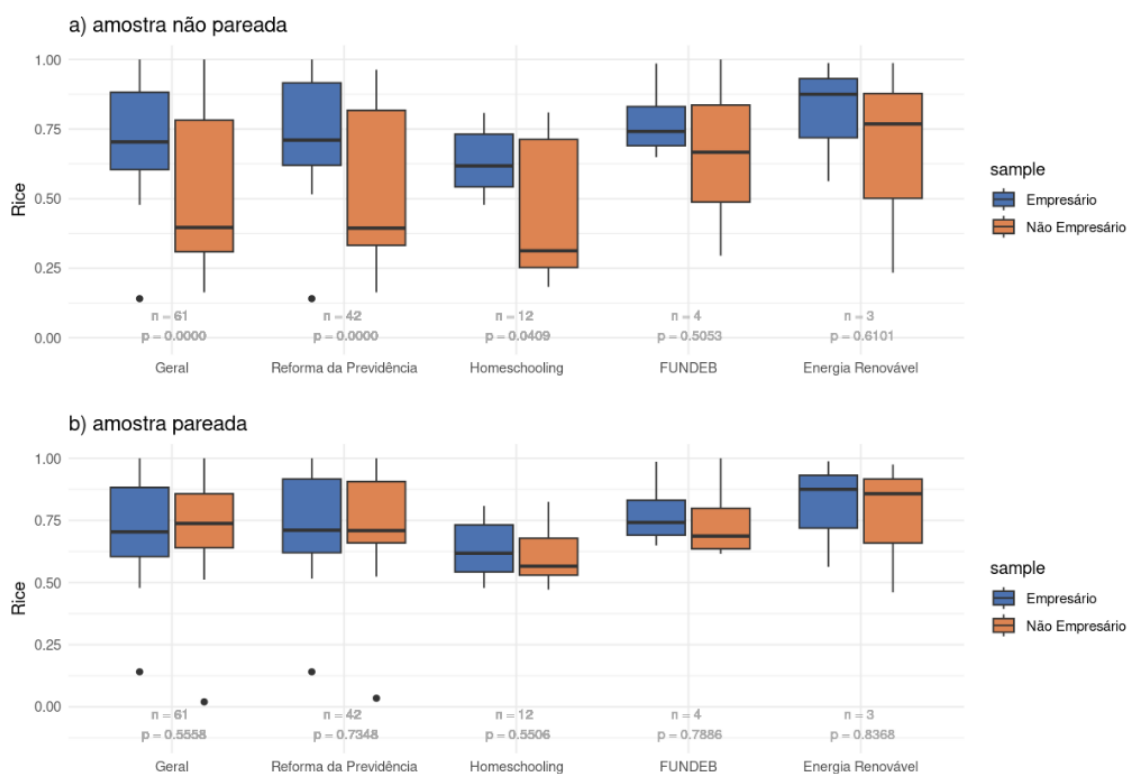 a) amostra não pareada
1.00
0.75
0.50
0.25
0.00
Rice
n = 61
n = 42
n = 12
n = 4
n = 3
p = 0.0000
p = 0.0000
p = 0.0409
p = 0.5053
p = 0.6101
Geral
Reforma da Previdência
Homeschooling
FUNDEB
Energia Renovável
sample
Empresário
Não Empresário
b) amostra pareada
1.00
0.75
0.50
0.25
0.00
Rice
n = 61
n = 42
n = 12
n = 4
n = 3
p = 0.5558
p = 0.7348
p = 0.5506
p = 0.7886
p = 0.8368
Geral
Reforma da Previdência
Homeschooling
FUNDEB
Energia Renovável
sample
Empresário
Não Empresário